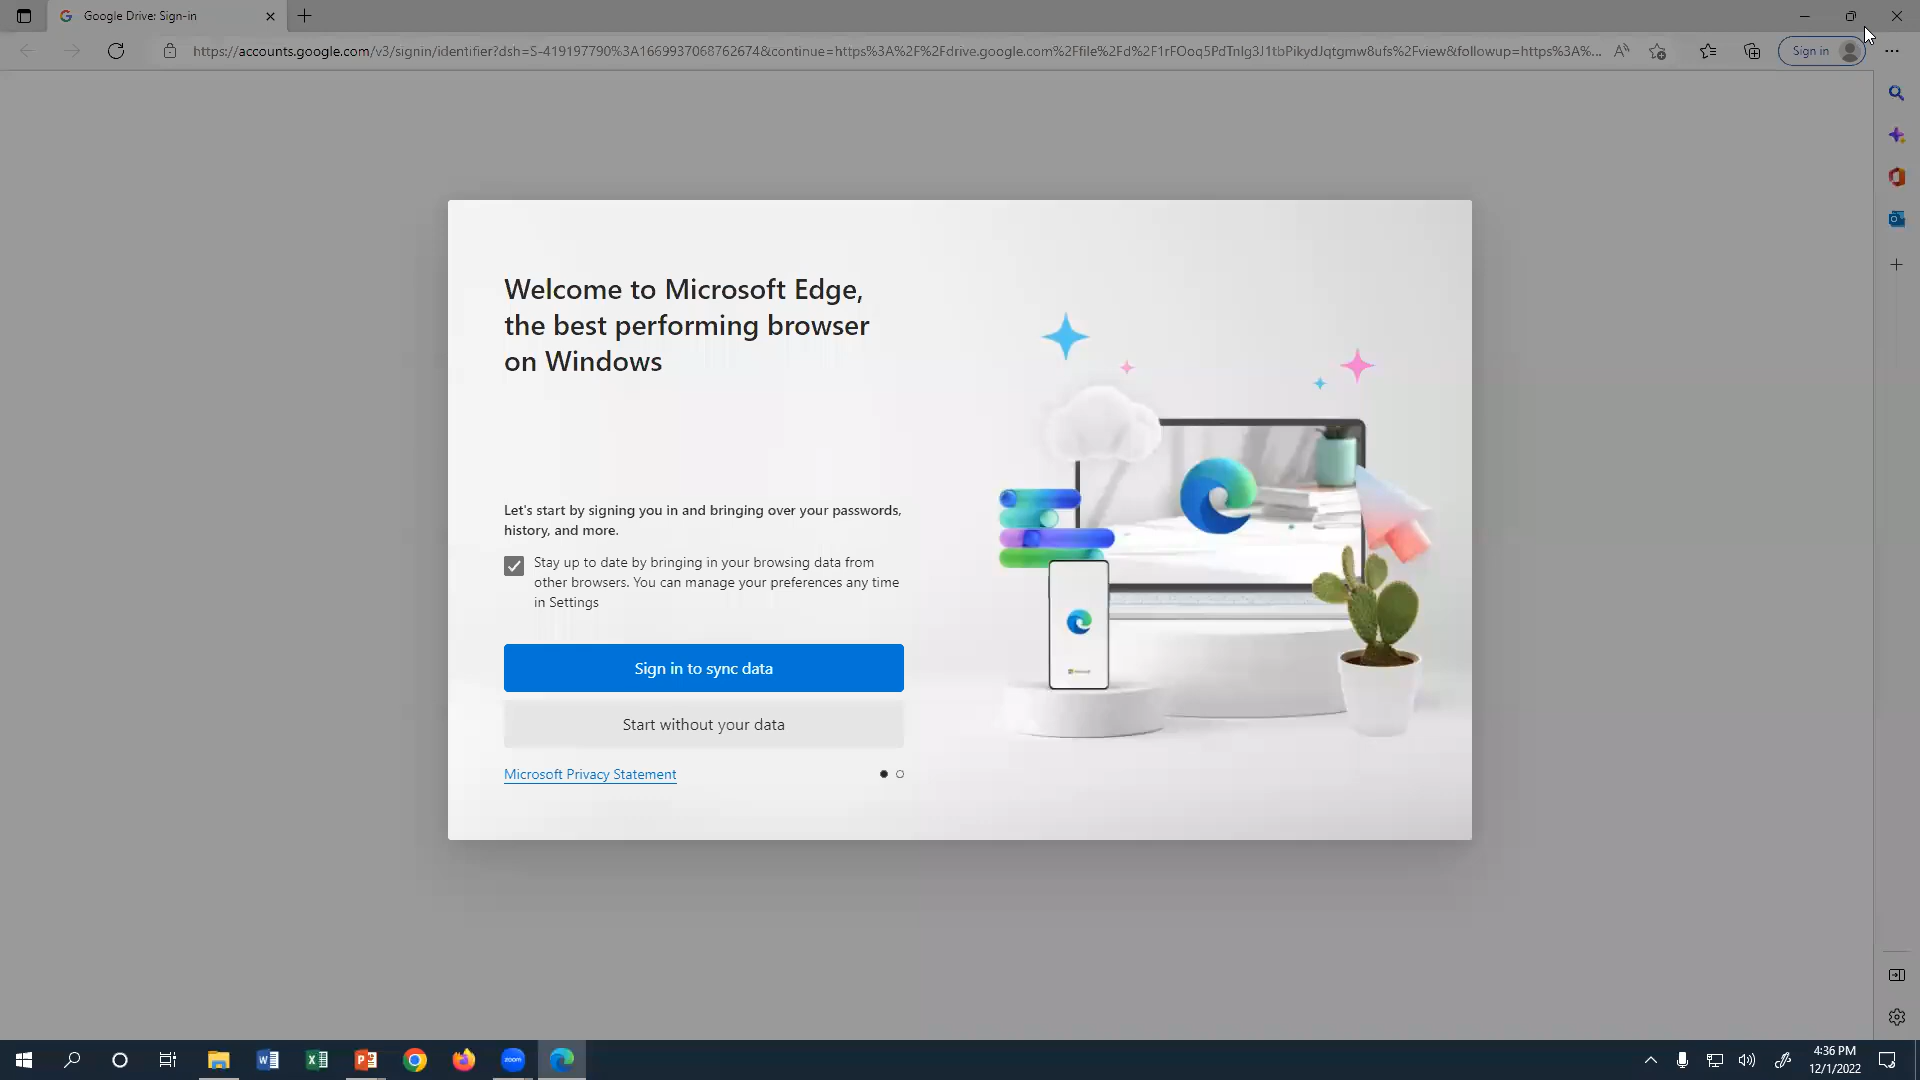 Google Drive: Sign-in
https://accounts.google.com/v3/signin/identifier?dsh=S-419197790%3A1669937068762674&continue=https%3A%2F%2Fdrive.google.com%2Ffile%2Fd%2F1rFOoq5PdTnIg3J1tbPikydJqtgmw8ufs%2Fview&followup=https%3A%...
Sign in
Welcome to Microsoft Edge,
the best performing browser
on Windows
Let's start by signing you in and bringing over your passwords,
history, and more.
Stay up to date by bringing in your browsing data from
other browsers. You can manage your preferences any time
in Settings
Sign in to sync data
Start without your data
Microsoft Privacy Statement
zoom
4:36 PM
12/1/2022